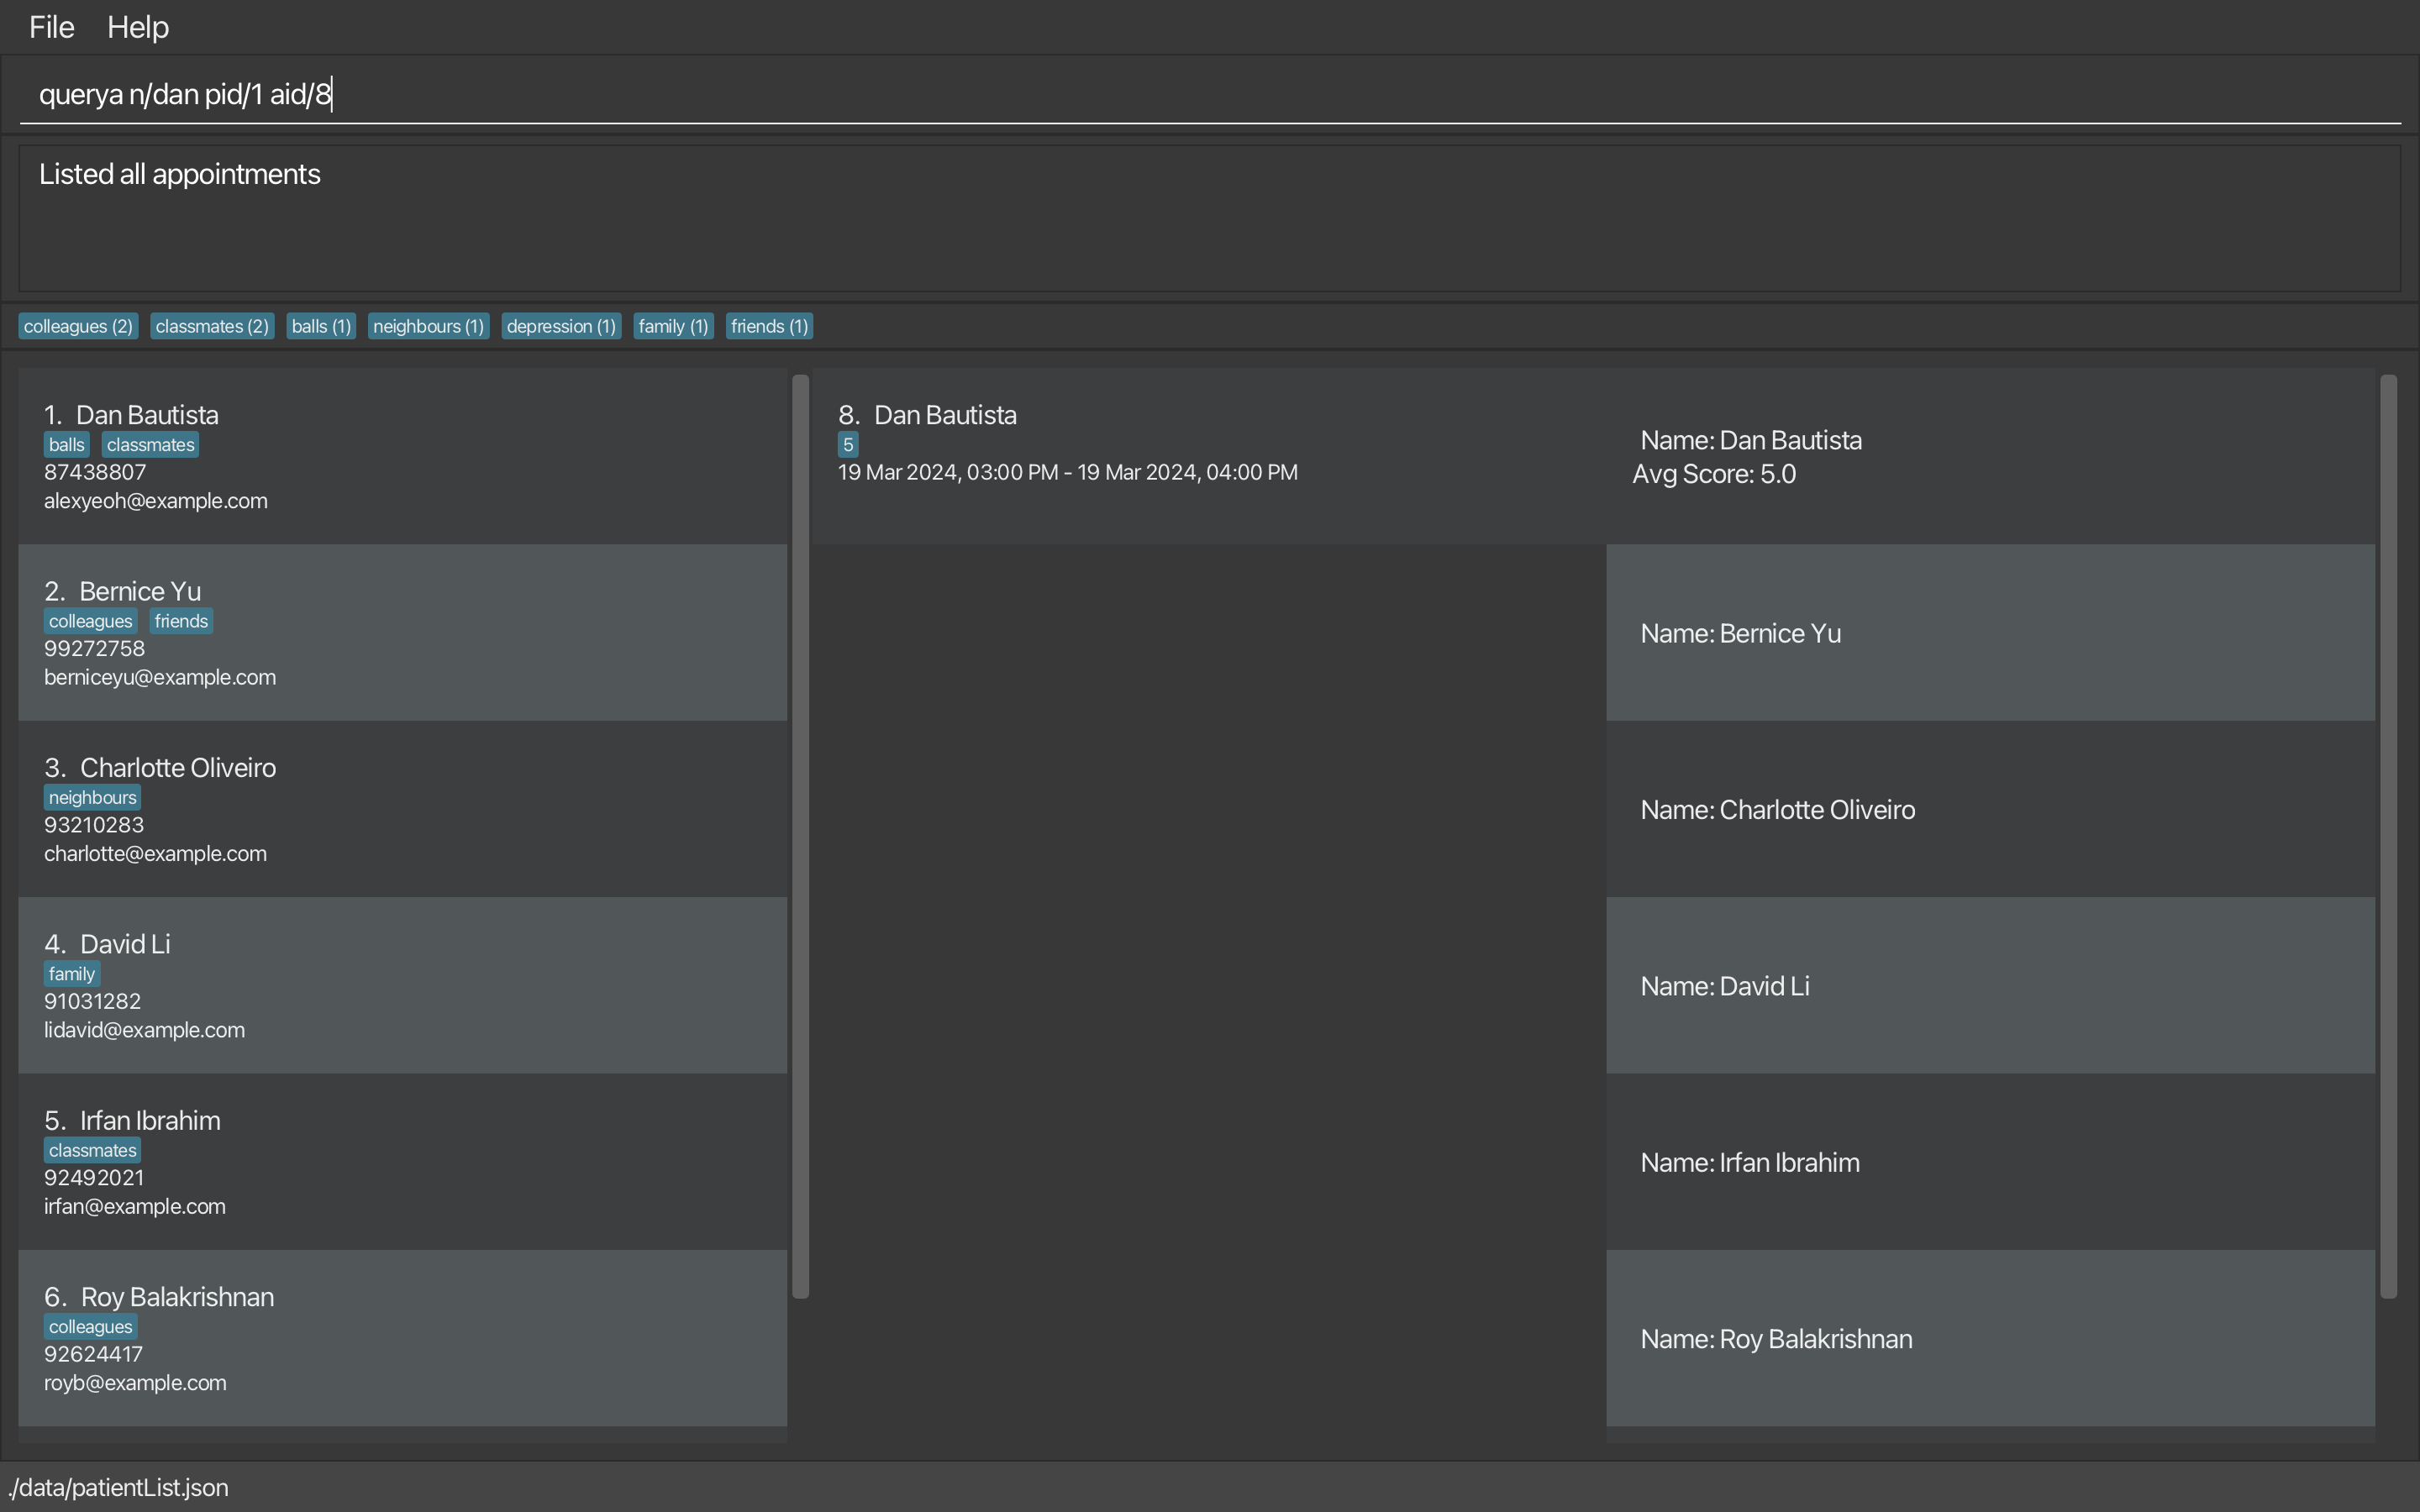 File Help
querya n/dan pid/1 aid/8
Listed all appointments
colleagues (2) classmates (2) balls (1) neighbours (1) depression (1) family (1) friends (1)
1. Dan Bautista
balls classmates
87438807
alexyeoh@example.com
2. Bernice Yu
colleagues friends
99272758
berniceyu@example.com
3. Charlotte Oliveiro
neighbours
93210283
charlotte@example.com
4. David Li
family
91031282
lidavid@example.com
5. Irfan Ibrahim
classmates
92492021
irfan@example.com
6. Roy Balakrishnan
colleagues
92624417
royb@example.com
8. Dan Bautista
5
19 Mar 2024, 03:00 PM - 19 Mar 2024, 04:00 PM
Name: Dan Bautista
Avg Score: 5.0
Name: Bernice Yu
Name: Charlotte Oliveiro
Name: David Li
Name: Irfan Ibrahim
Name: Roy Balakrishnan
./data/patientList.json